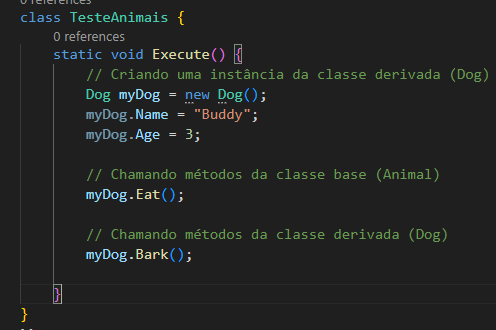 0 references
class TesteAnimais {
0 references
static void Execute() {
// Criando uma instância da classe derivada (Dog)
Dog myDog = new Dog();
myDog.Name = "Buddy";
myDog.Age = 3;
// Chamando métodos da classe base (Animal)
myDog.Eat();
// Chamando métodos da classe derivada (Dog)
myDog.Bark();
}
}